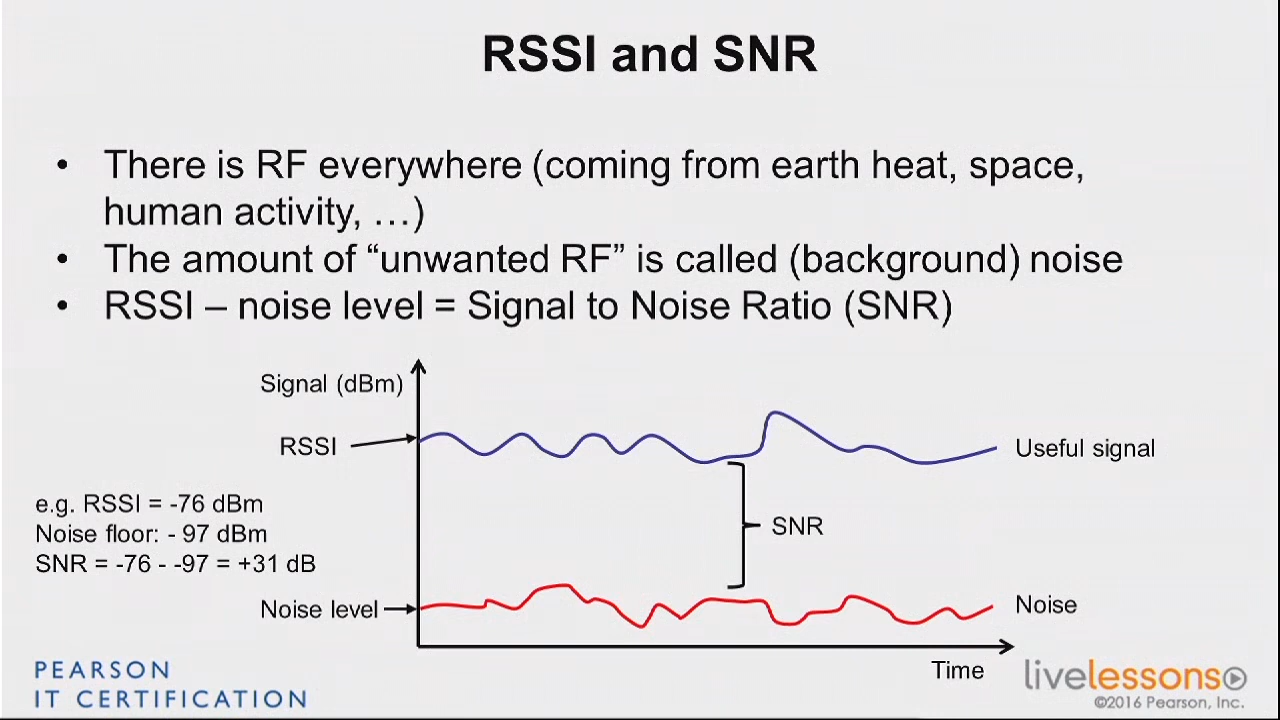 RSSI and SNR
• There is RF everywhere (coming from earth heat, space,
human activity, …)
• The amount of “unwanted RF” is called (background) noise
• RSSI – noise level = Signal to Noise Ratio (SNR)
Signal (dBm)
RSSI
Useful signal
e.g. RSSI = -76 dBm
Noise floor: - 97 dBm
SNR = -76 - -97 = +31 dB
SNR
Noise level
Noise
Time
PEARSON
IT CERTIFICATION
livelessons
©2016 Pearson, Inc.